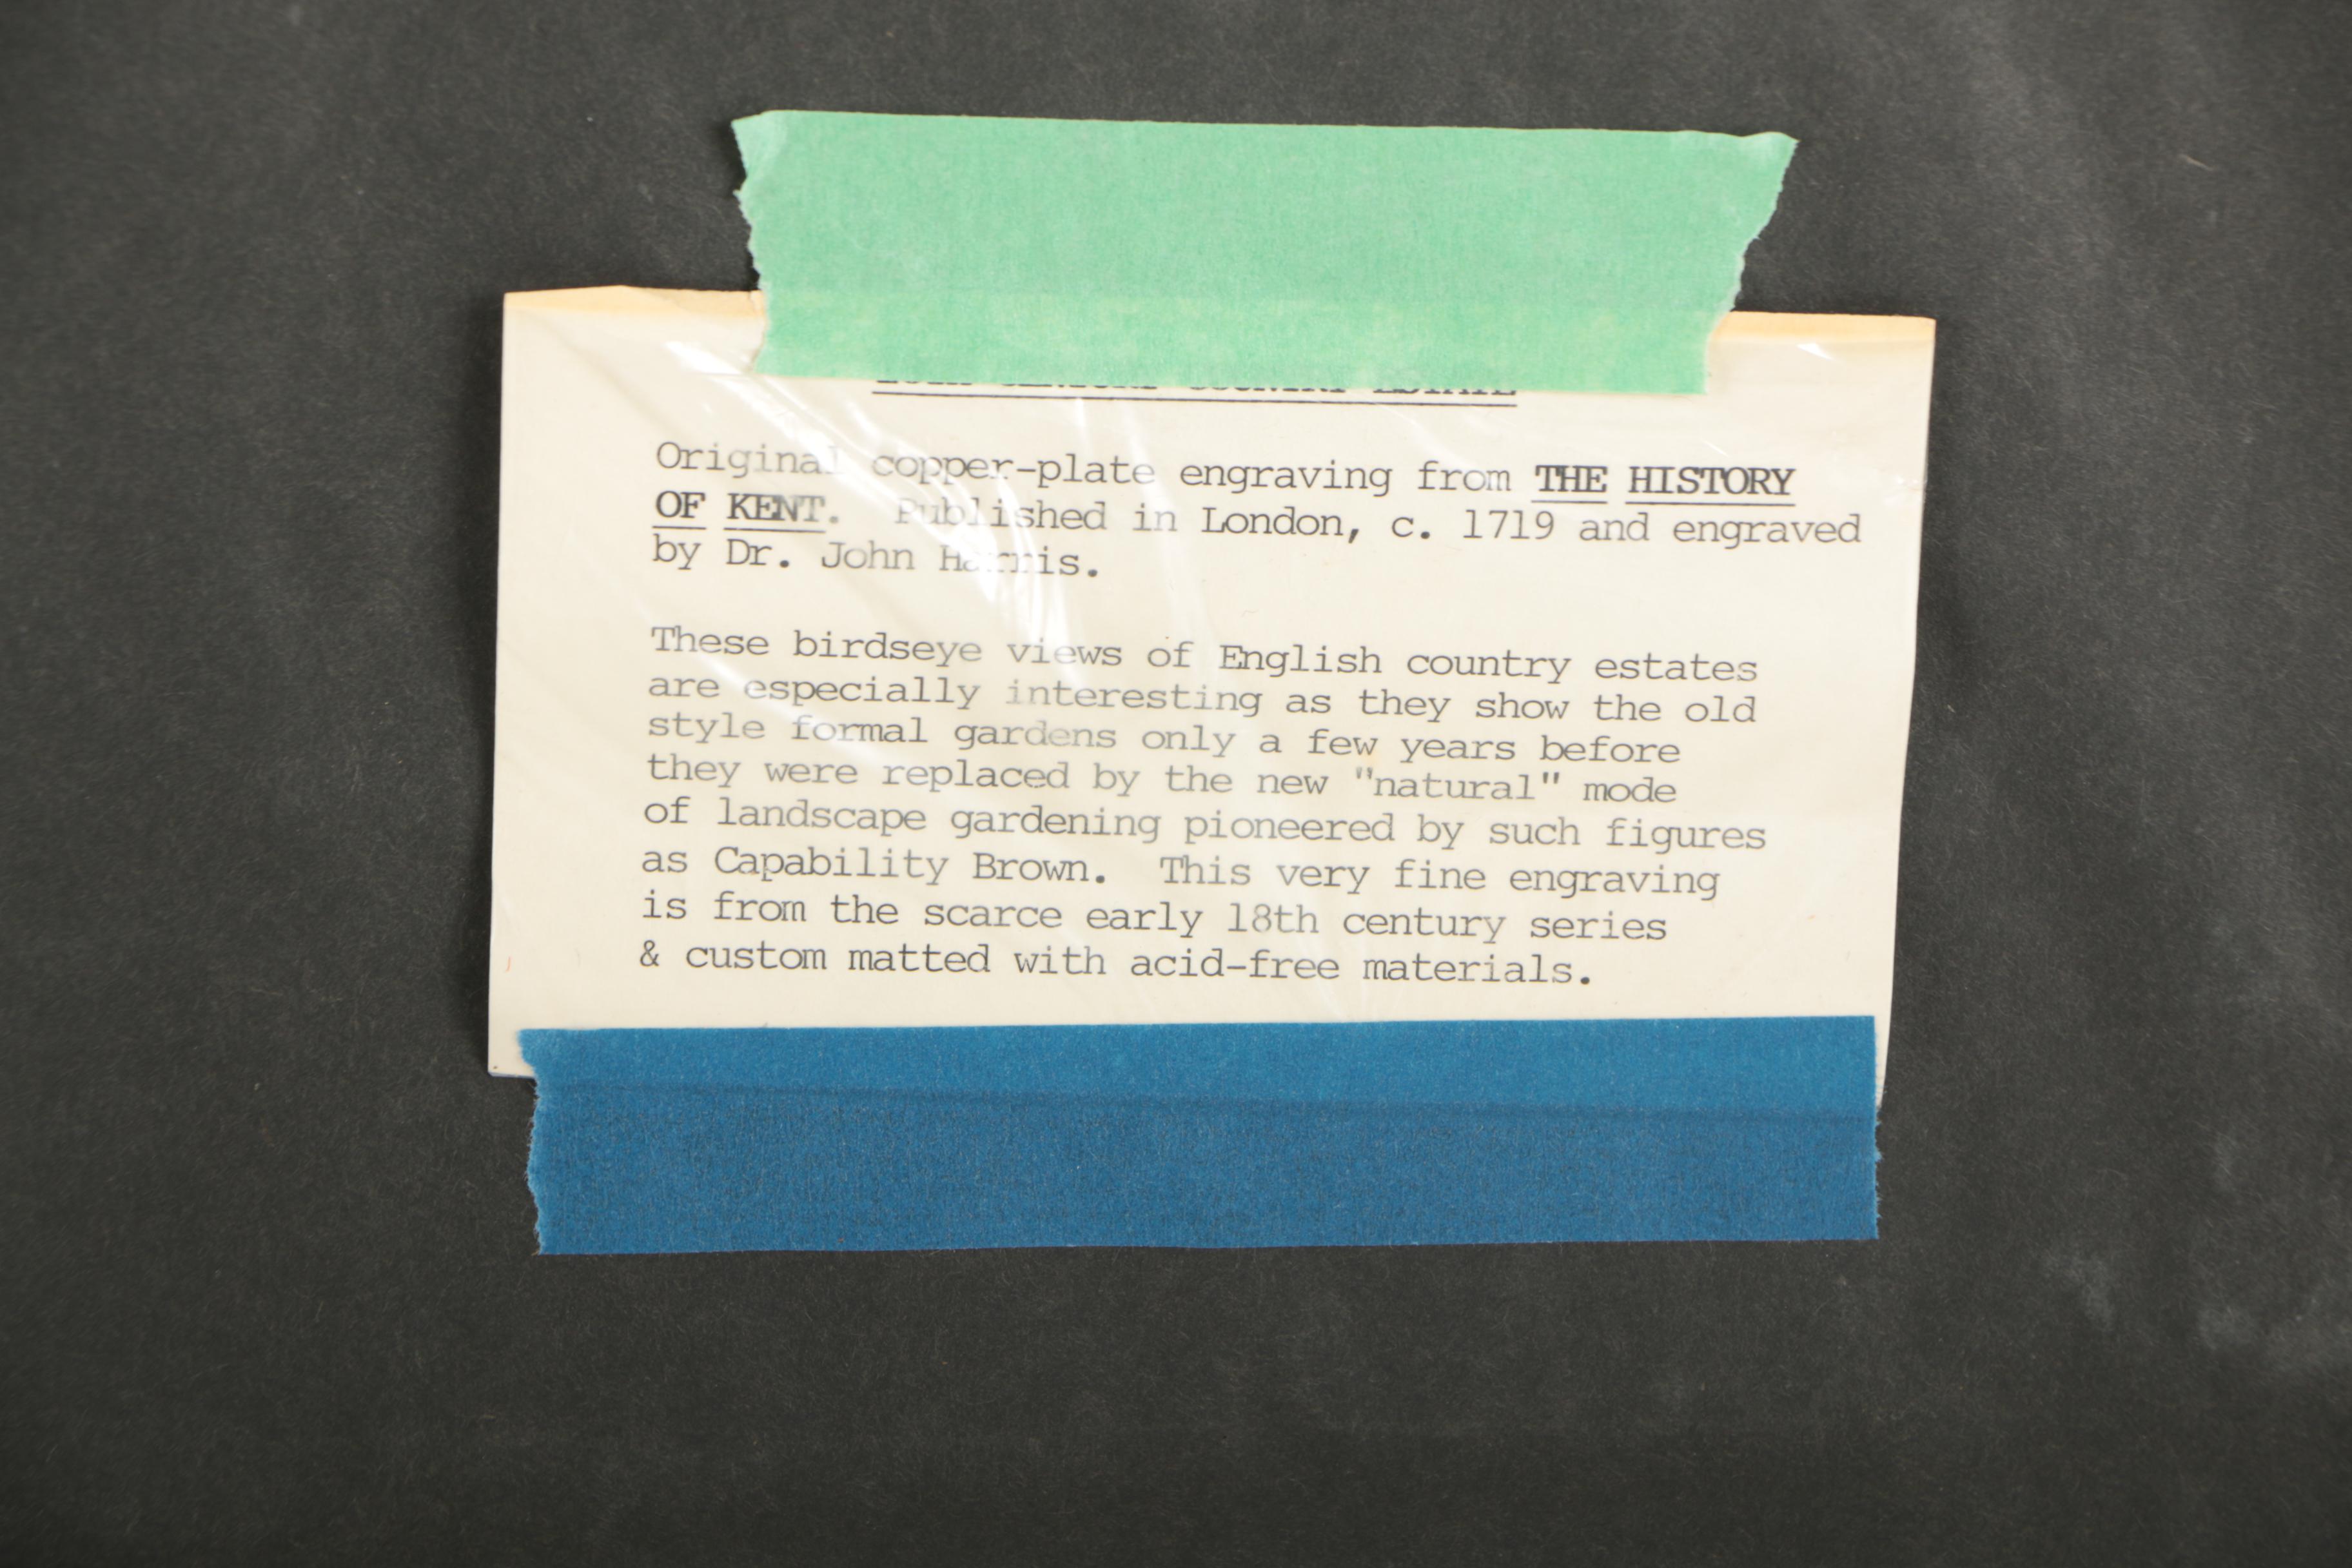 Original copper-plate engraving from THE HISTORY
OF KENT. Published in London, c. 1719 and engraved
by Dr. John Harris.
These birdseye views of English country estates
are especially interesting as they show the old
style formal gardens only a few years before
they were replaced by the new "natural" mode
of landscape gardening pioneered by such figures
as Capability Brown. This very fine engraving
is from the scarce early 18th century series
& custom matted with acid-free materials.